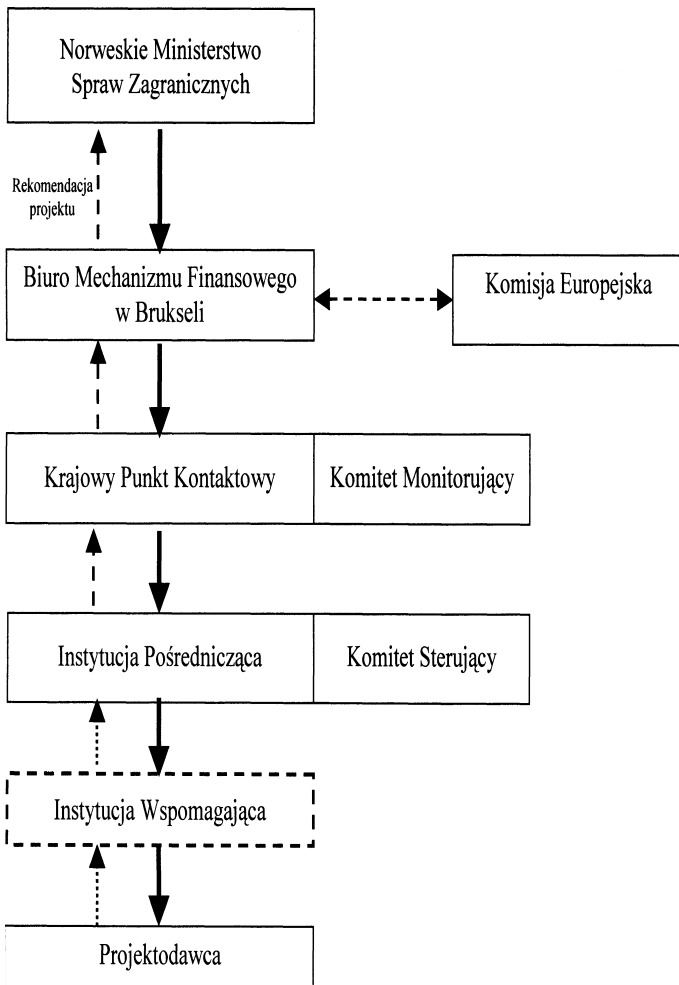 Norweskie Ministerstwo
Spraw Zagranicznych
Rekomendacja
projektu
Biuro Mechanizmu Finansowego
w Brukseli
Komisja Europejska
Krajowy Punkt Kontaktowy
Komitet Monitorujący
Instytucja Pośrednicząca
Komitet Sterujący
Instytucja Wspomagająca
Projektodawca